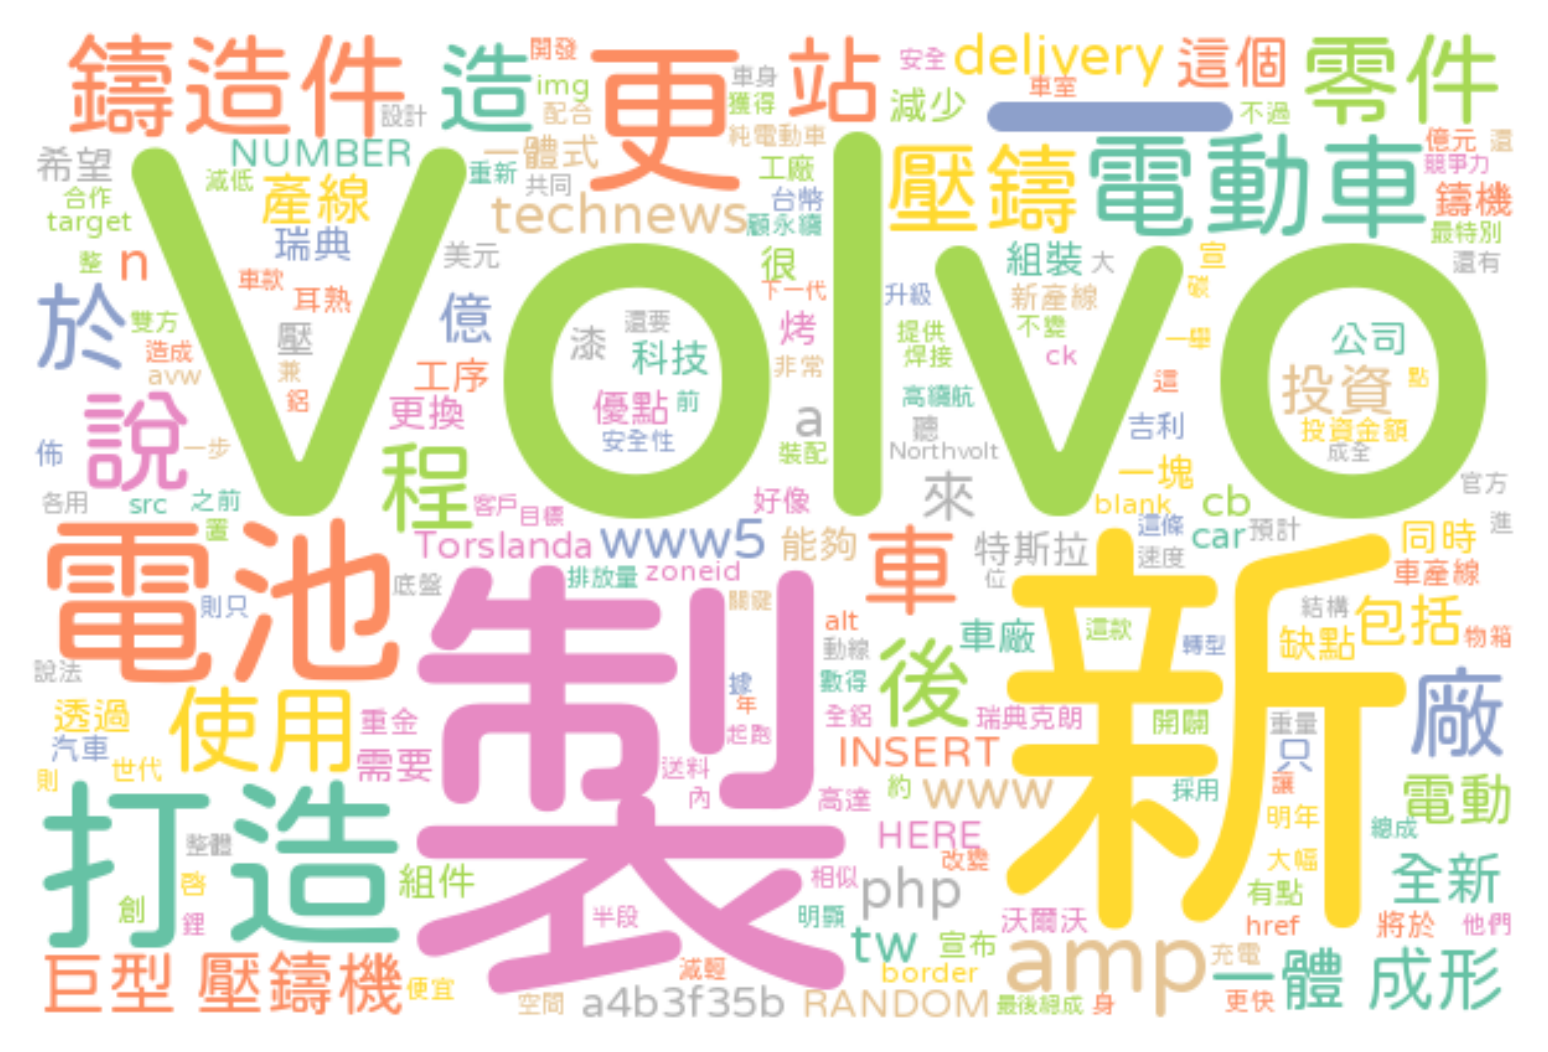 鑄造件
造
開發
img
更
車身
站
安全
delivery
這個
零件
設計
配合
獲得
減少
車室
一
不過
希望
NUMBER
一體式
純電動車
壓鑄
電動車
億元
還
競爭力
減低
產線
重新
共同
工廠
台幣
鑄機
合作
target
technews
顧永續
最特別
瑞典
整
n
美元
很
組裝
大
宣
還有
Volvo
於
車款
耳熟
下一代
升級
新產線
碳
雙方
壓
億
漆
還要
科技
烤
提供
不變
一舉
公司
造成
avw
兼
工序
非常
焊接
ck
投資
點
說
鋁
更換
優點
前
a
高續航
這
佈
一步
程
安全性
裝配
聽
吉利
投資金額
Northvolt
成全
各用
src
之前
客戶
目標
好像
來
一塊
官方
置
blank
cb
進
電池
Torslanda
www5
能夠
車
特斯拉
這條
car
預計
同時
底盤
排放量
zoneid
位
速度
新
車產線
則只
製
關鍵
alt
結構
包括
說法
動線
後
車廠
這款
轉型
缺點
物箱
透過
使用
重金
據
數得
廠
汽車
年
全鋁
瑞典克朗
開闢
重量
則
世代
需要
起跑
INSERT
只
送料
內
高達
約
www
採用
讓
電動
打造
整體
HERE
明年
總成
創
啓
組件
相似
改變
大幅
全新
鋰
半段
php
明顯
沃爾沃
有點
href
將於
他們
巨型
壓鑄機
便宜
減輕
tw
宣布
amp
充電
一體
成形
空間
a4b3f35b
RANDOM
border
最後總成
身
更快